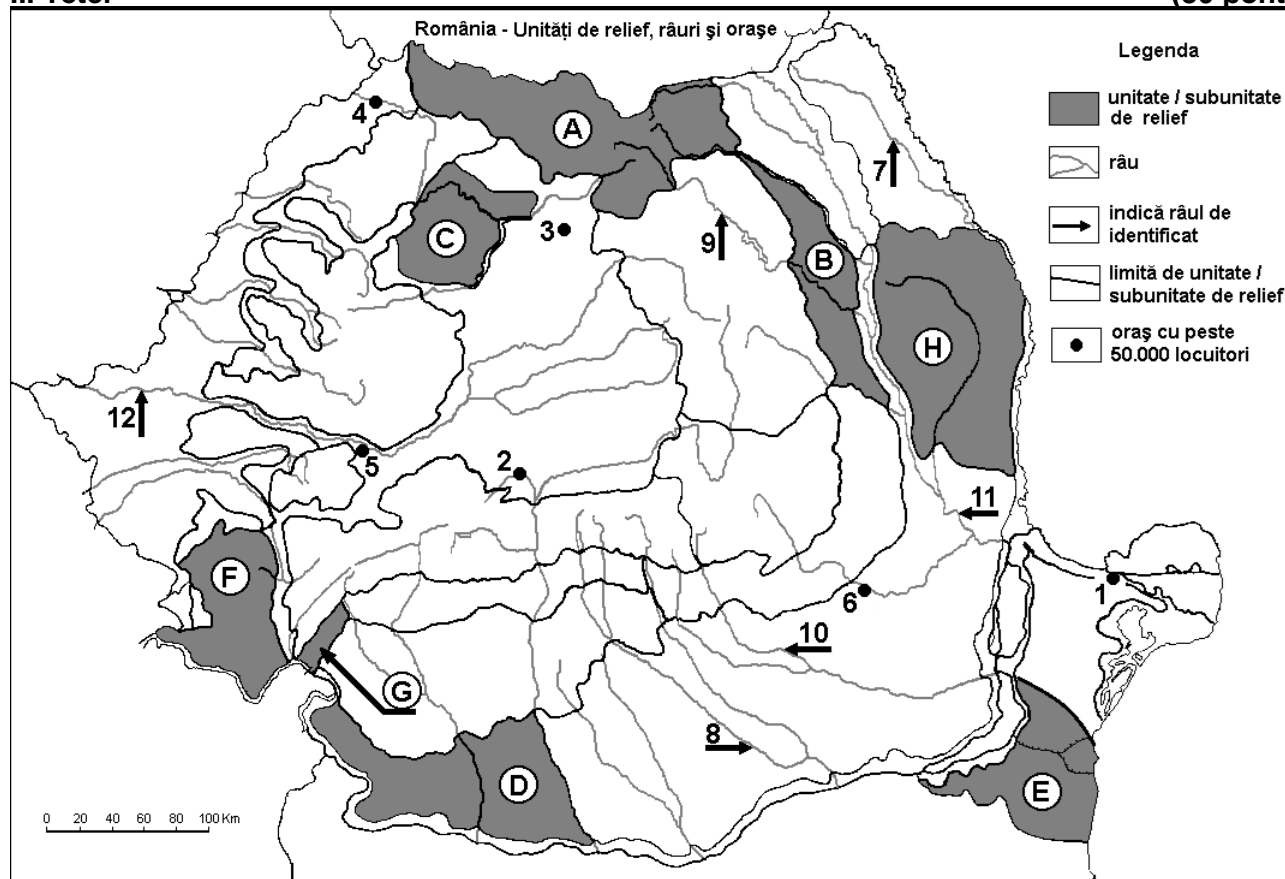 România - Unităţi de relief, râuri şi oraşe
Legenda
unitate / subunitate
de relief
râu
indică râul de
identificat
limită de unitate /
subunitate de relief
oraş cu peste
50.000 locuitori
4
A
7
C
3
9
B
H
12
5
2
11
F
1
6
10
G
8
D
E
0 20 40 60 80 100 Km